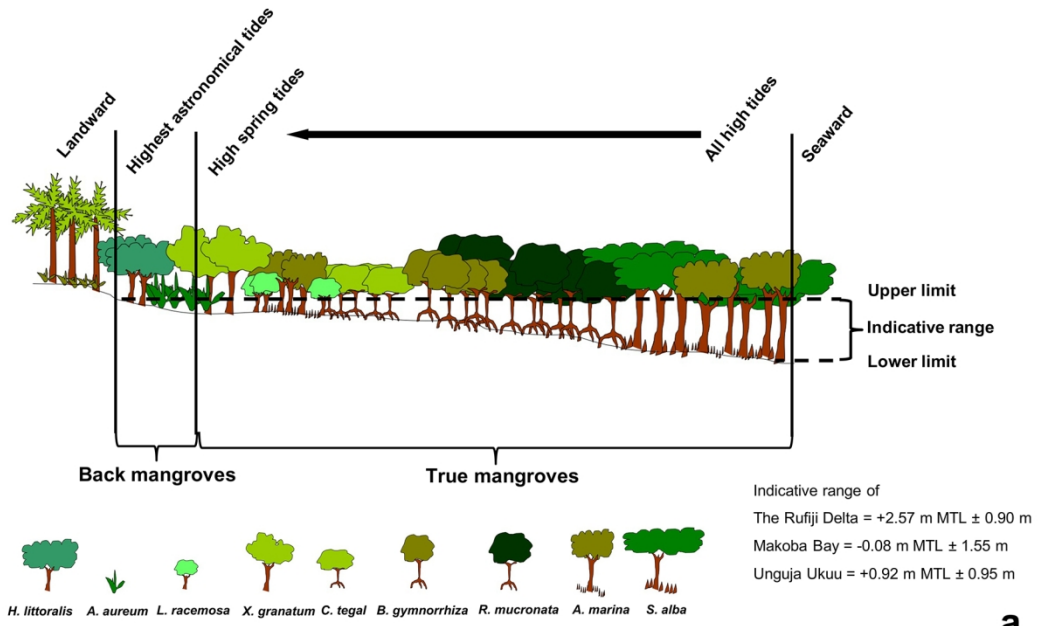 Landward
Highest astronomical tides
High spring tides
All high tides
Seaward
Upper limit
Indicative range
Lower limit
Back mangroves
True mangroves
Indicative range of
The Rufiji Delta = +2.57 m MTL ± 0.90 m
Makoba Bay = -0.08 m MTL ± 1.55 m
Unguja Ukuu = +0.92 m MTL ± 0.95 m
H. littoralis A. aureum L. racemosa X. granatum C. tegal B. gymnorrhiza R. mucronata A. marina S. alba
a